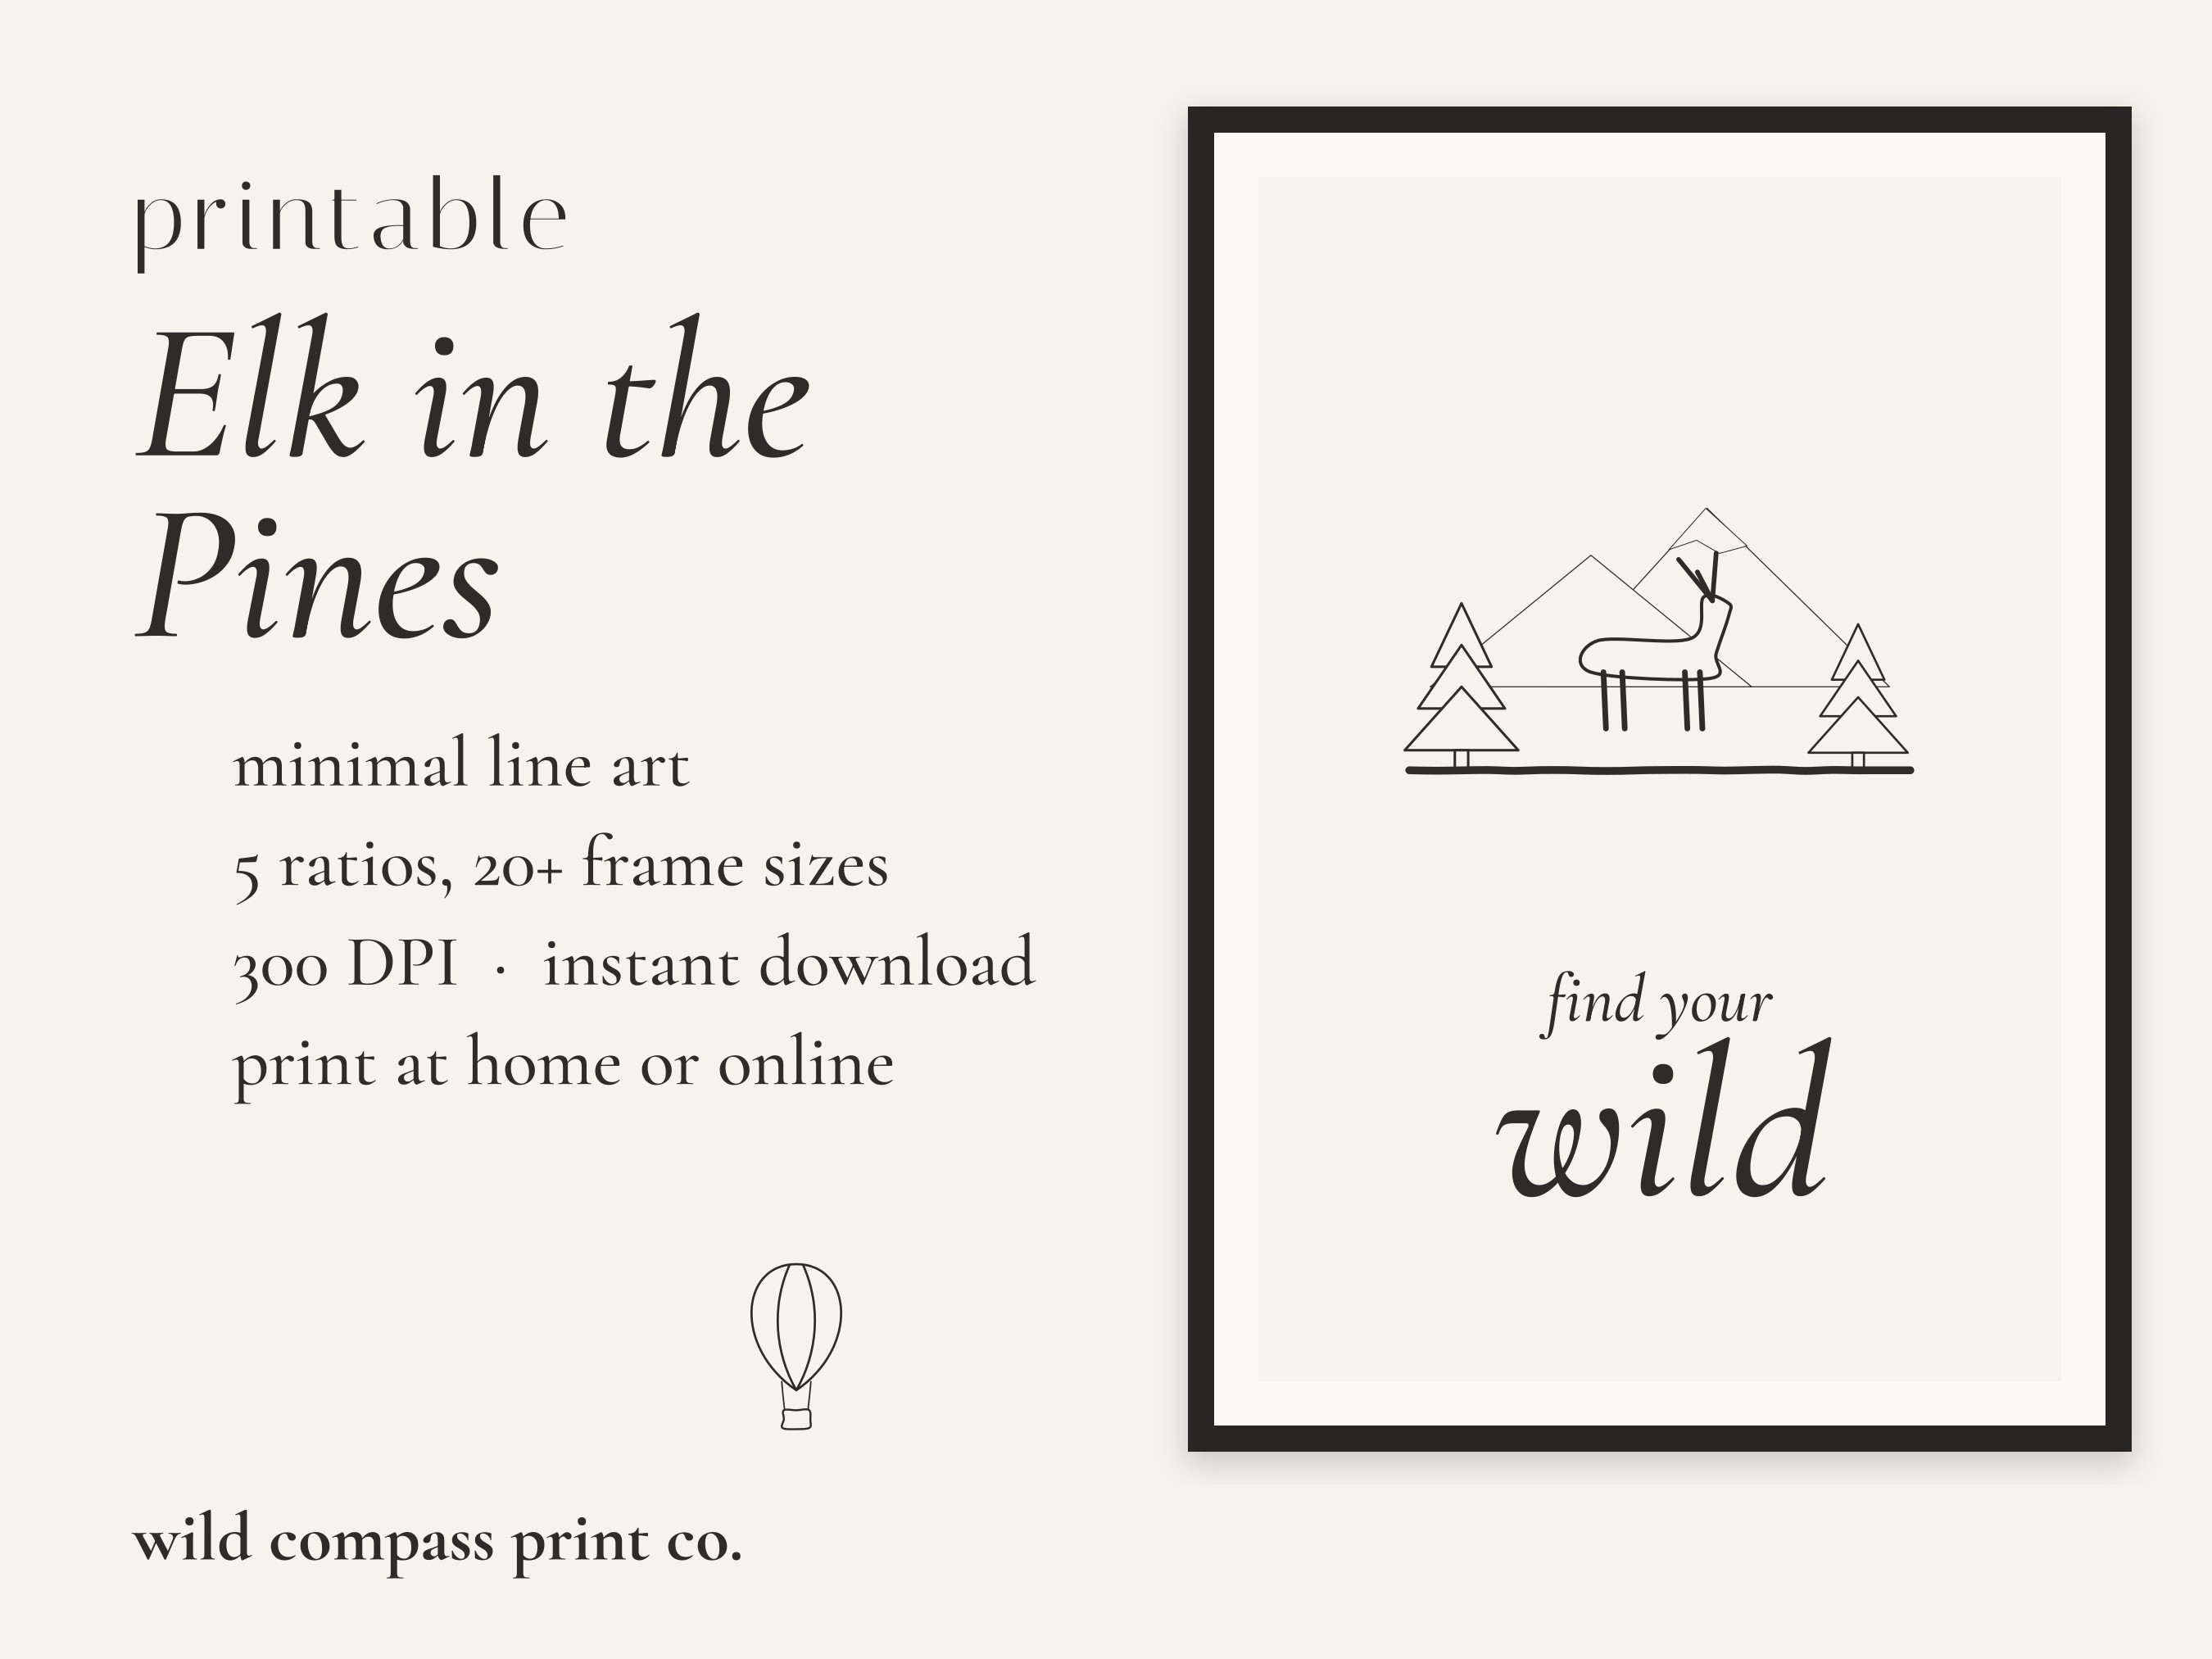 printable
Elk in the
Pines
minimal line art
5 ratios, 20+ frame sizes
300 DPI · instant download
print at home or online
wild compass print co.
find your
wild